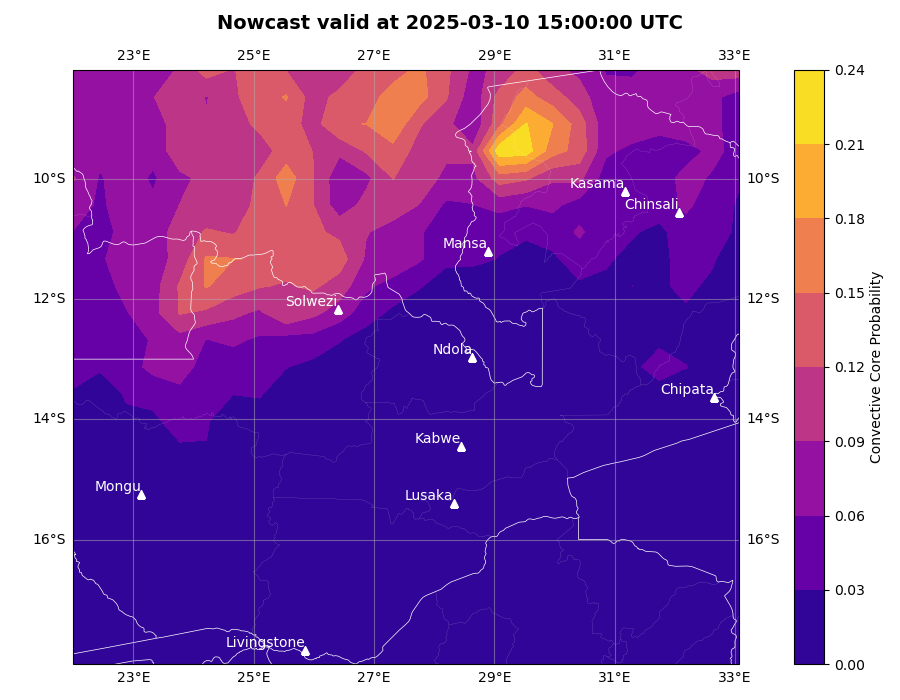 Nowcast valid at 2025-03-10 15:00:00 UTC
23°E 25°E 27°E 29°E 31°E 33°E
0.24
0.21
0.18
0.15
0.12
0.09
0.06
0.03
0.00
Convective Core Probability
10°S 10°S
12°S 12°S
14°S 14°S
16°S 16°S
Kasama
Chinsali
Mansa
Solwezi
Ndola
Chipata
Kabwe
Mongu
Lusaka
Livingstone
23°E 25°E 27°E 29°E 31°E 33°E